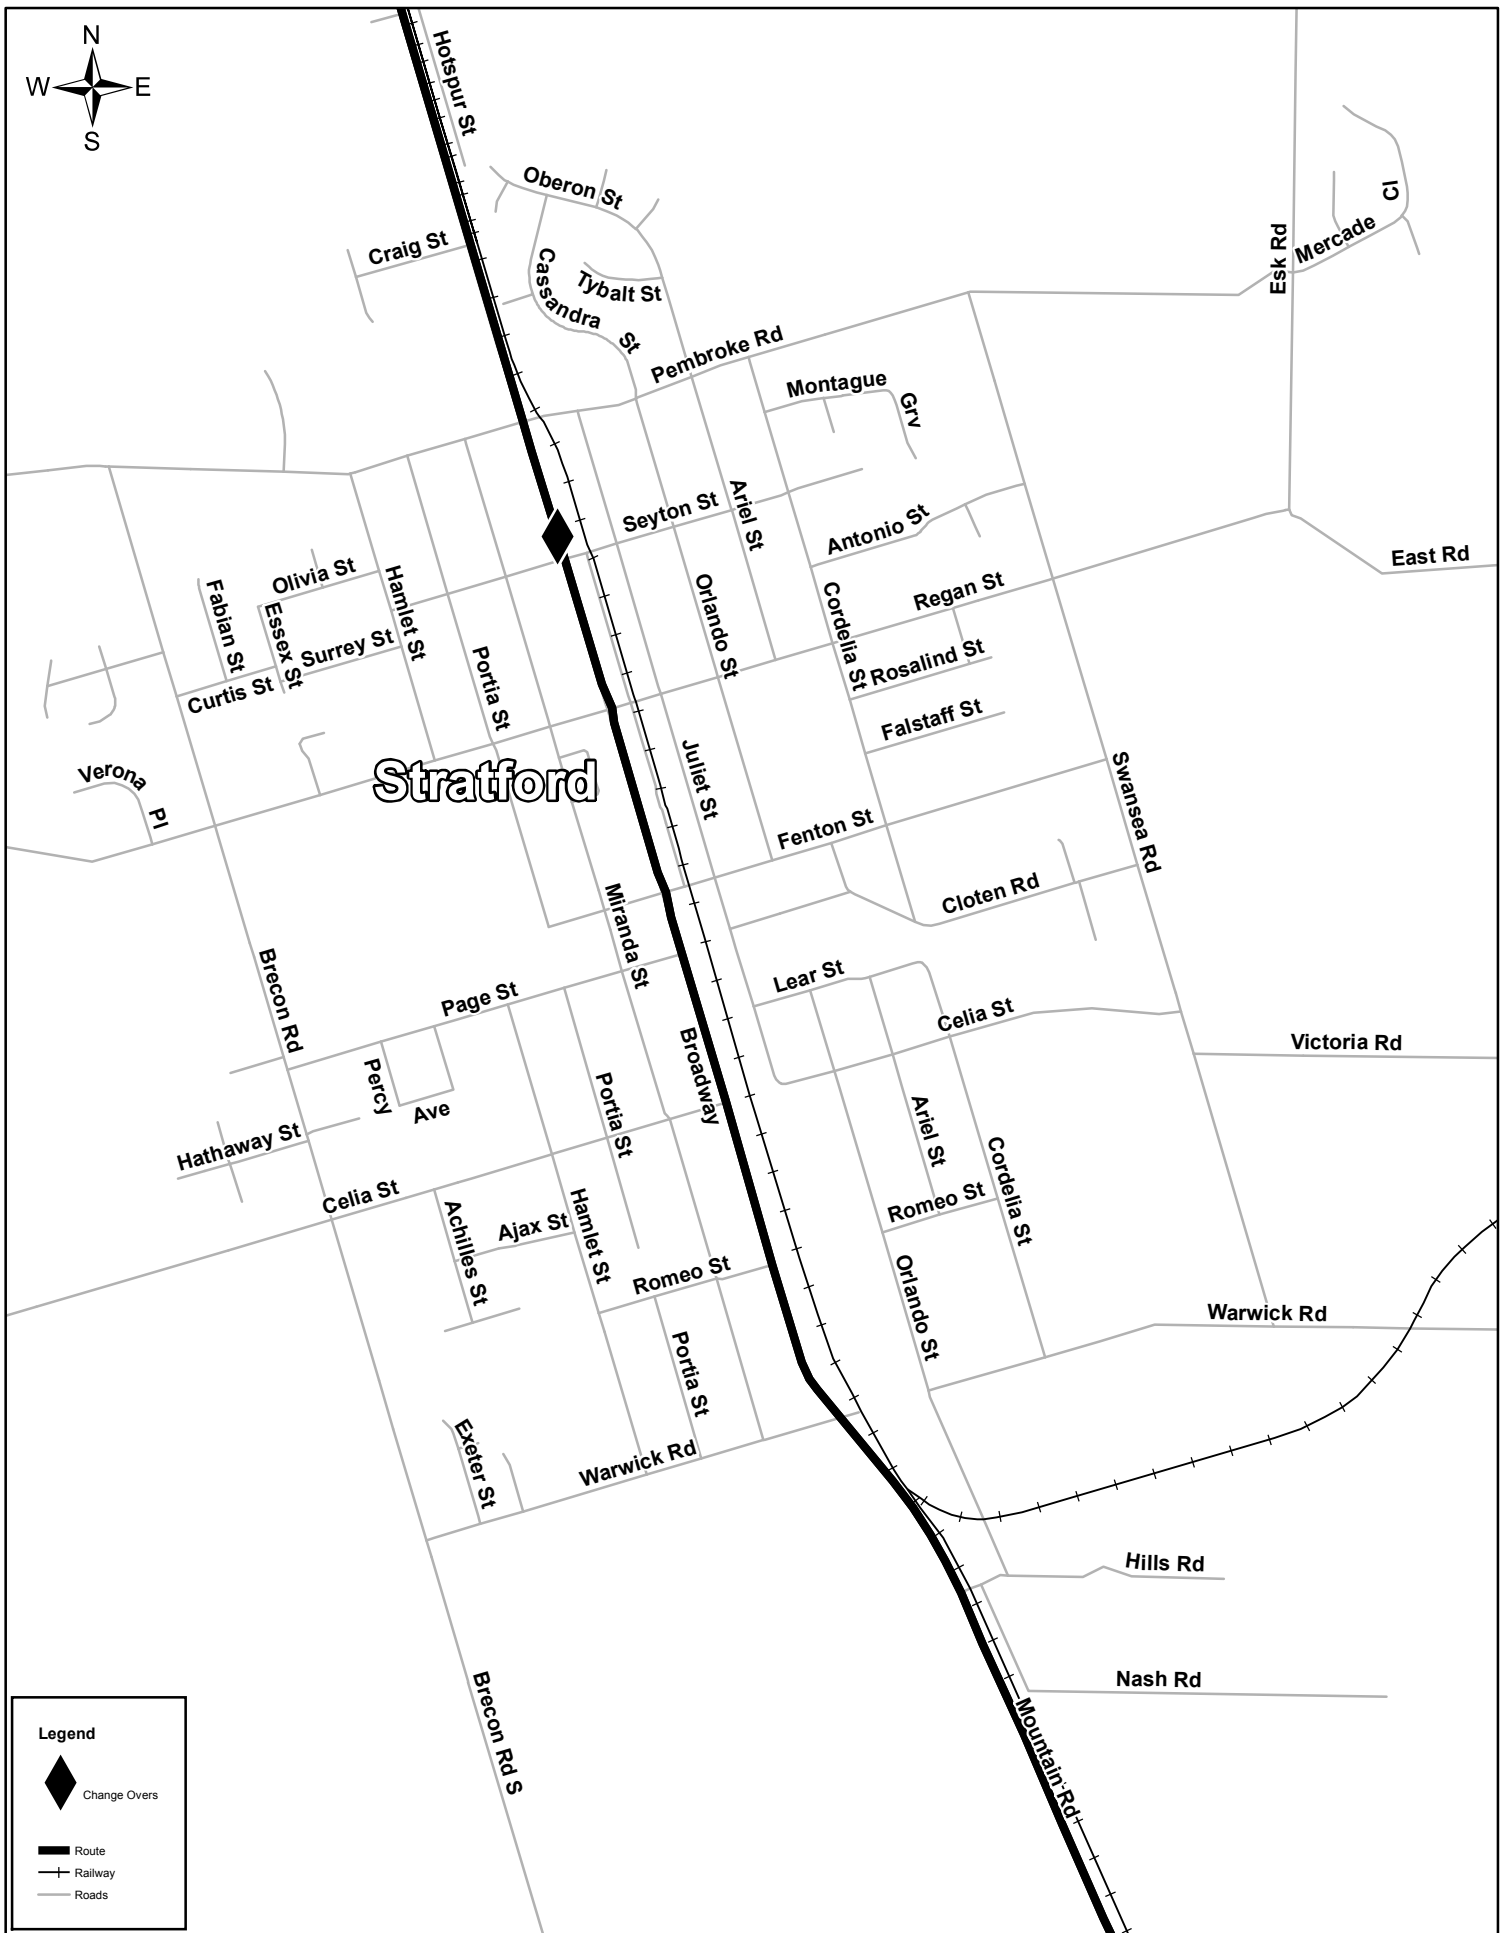 N
W E
S
Hotspur St
Oberon St
Craig St
Cassandra St
Tybalt St
Pembroke Rd
Esk Rd
Mercade Cl
Montague Grv
Seyton St
Ariel St
Antonio St
East Rd
Olivia St
Hamlet St
Fabian St
Essex St
Surrey St
Curtis St
Portia St
Orlando St
Cordelia St
Regan St
Rosalind St
Falstaff St
Verona Pl
Stratford
Juliet St
Swansea Rd
Fenton St
Cloten Rd
Miranda St
Brecon Rd
Page St
Lear St
Celia St
Broadway
Victoria Rd
Percy Ave
Portia St
Ariel St
Hathaway St
Cordelia St
Celia St
Achilles St
Ajax St
Hamlet St
Romeo St
Romeo St
Orlando St
Warwick Rd
Portia St
Exeter St
Warwick Rd
Hills Rd
Brecon Rd S
Nash Rd
Mountain Rd
Legend
Change Overs
Route
Railway
Roads